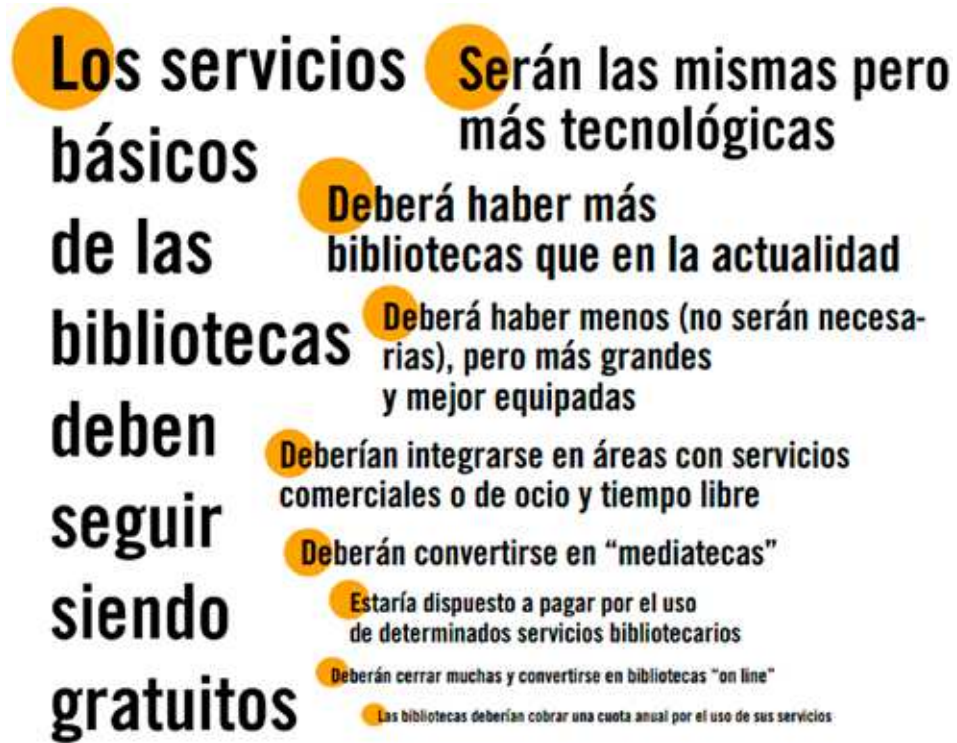 Los servicios
básicos
de las
bibliotecas
deben
seguir
siendo
gratuitos
Serán las mismas pero
más tecnológicas
Deberá haber más
bibliotecas que en la actualidad
Deberá haber menos (no serán necesa-
rias), pero más grandes
y mejor equipadas
Deberían integrarse en áreas con servicios
comerciales o de ocio y tiempo libre
Deberán convertirse en “mediatecas”
Estaría dispuesto a pagar por el uso
de determinados servicios bibliotecarios
Deberán cerrar muchas y convertirse en bibliotecas “on line”
Las bibliotecas deberían cobrar una cuota anual por el uso de sus servicios